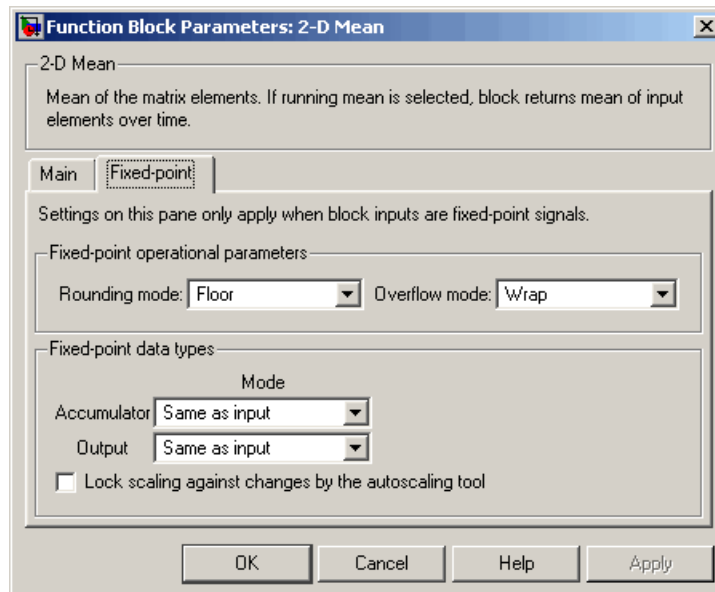 Function Block Parameters: 2-D Mean
2-D Mean
Mean of the matrix elements. If running mean is selected, block returns mean of input
elements over time.
Main Fixed-point
Settings on this pane only apply when block inputs are fixed-point signals.
Fixed-point operational parameters
Rounding mode: Floor Overflow mode: Wrap
Fixed-point data types
Mode
Accumulator Same as input
Output Same as input
Lock scaling against changes by the autoscaling tool
OK Cancel Help Apply